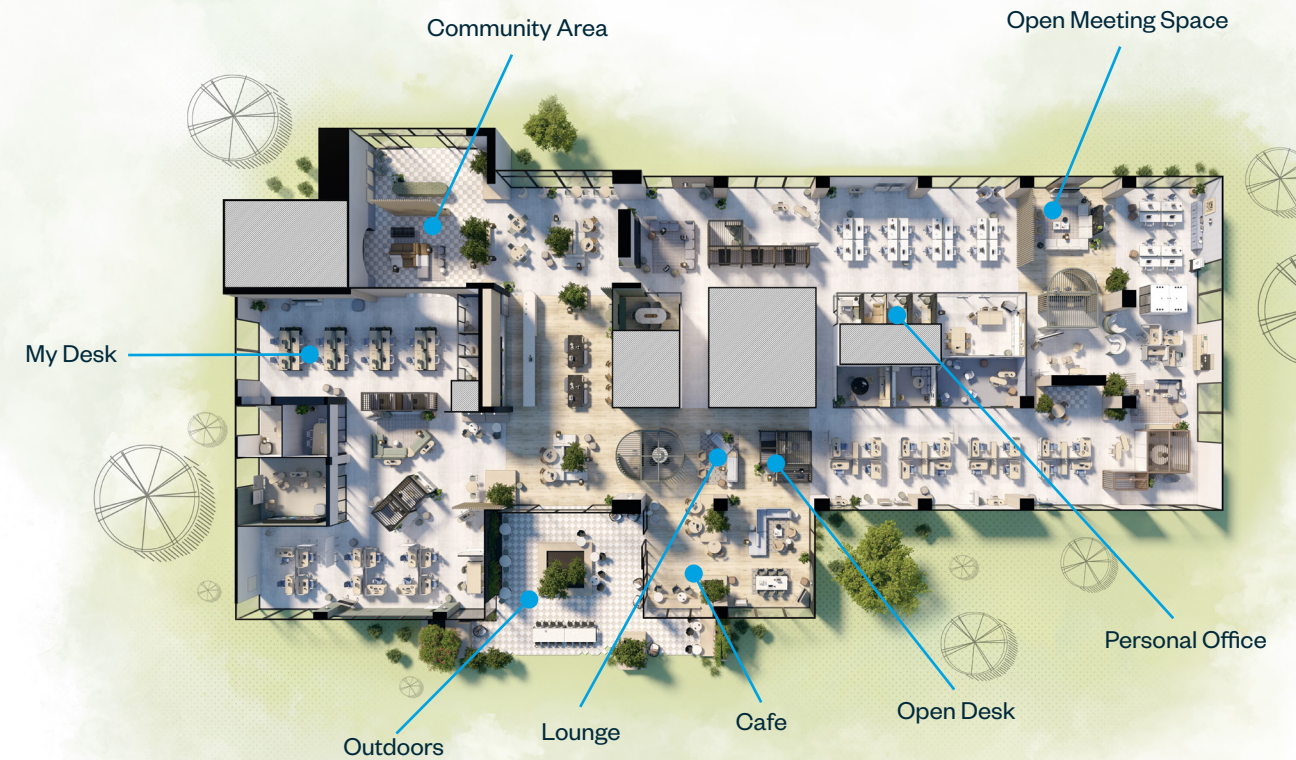 Open Meeting Space
Community Area
My Desk
Personal Office
Open Desk
Cafe
Lounge
Outdoors